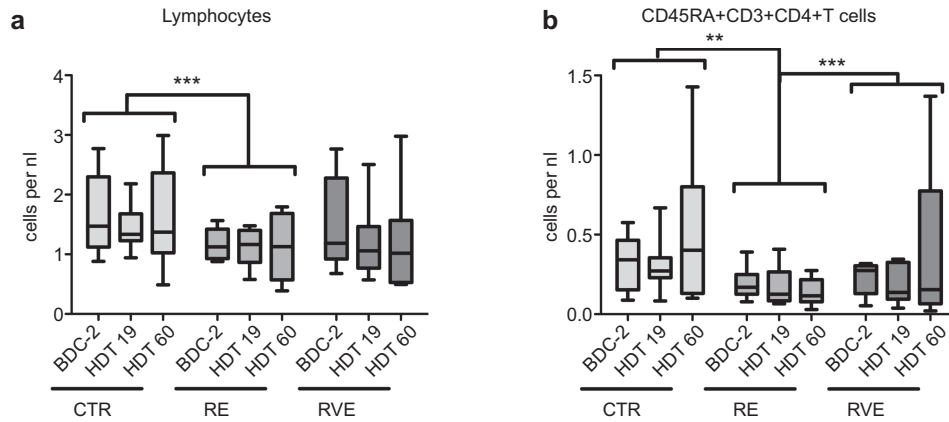 a
Lymphocytes
***
4
3
2
1
0
cells per nl
BDC-2
HDT 19
HDT 60
BDC-2
HDT 19
HDT 60
BDC-2
HDT 19
HDT 60
CTR
RE
RVE
b
CD45RA+CD3+CD4+T cells
**
***
1.5
1.0
0.5
0.0
cells per nl
BDC-2
HDT 19
HDT 60
BDC-2
HDT 19
HDT 60
BDC-2
HDT 19
HDT 60
CTR
RE
RVE